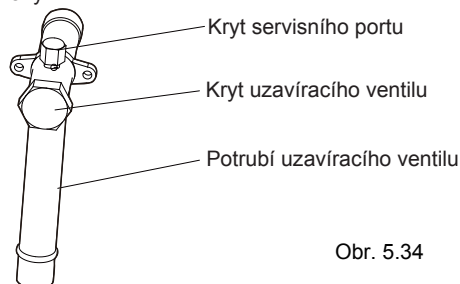 Kryt servisního portu
Kryt uzavíracího ventilu
Potrubí uzavíracího ventilu
Obr. 5.34